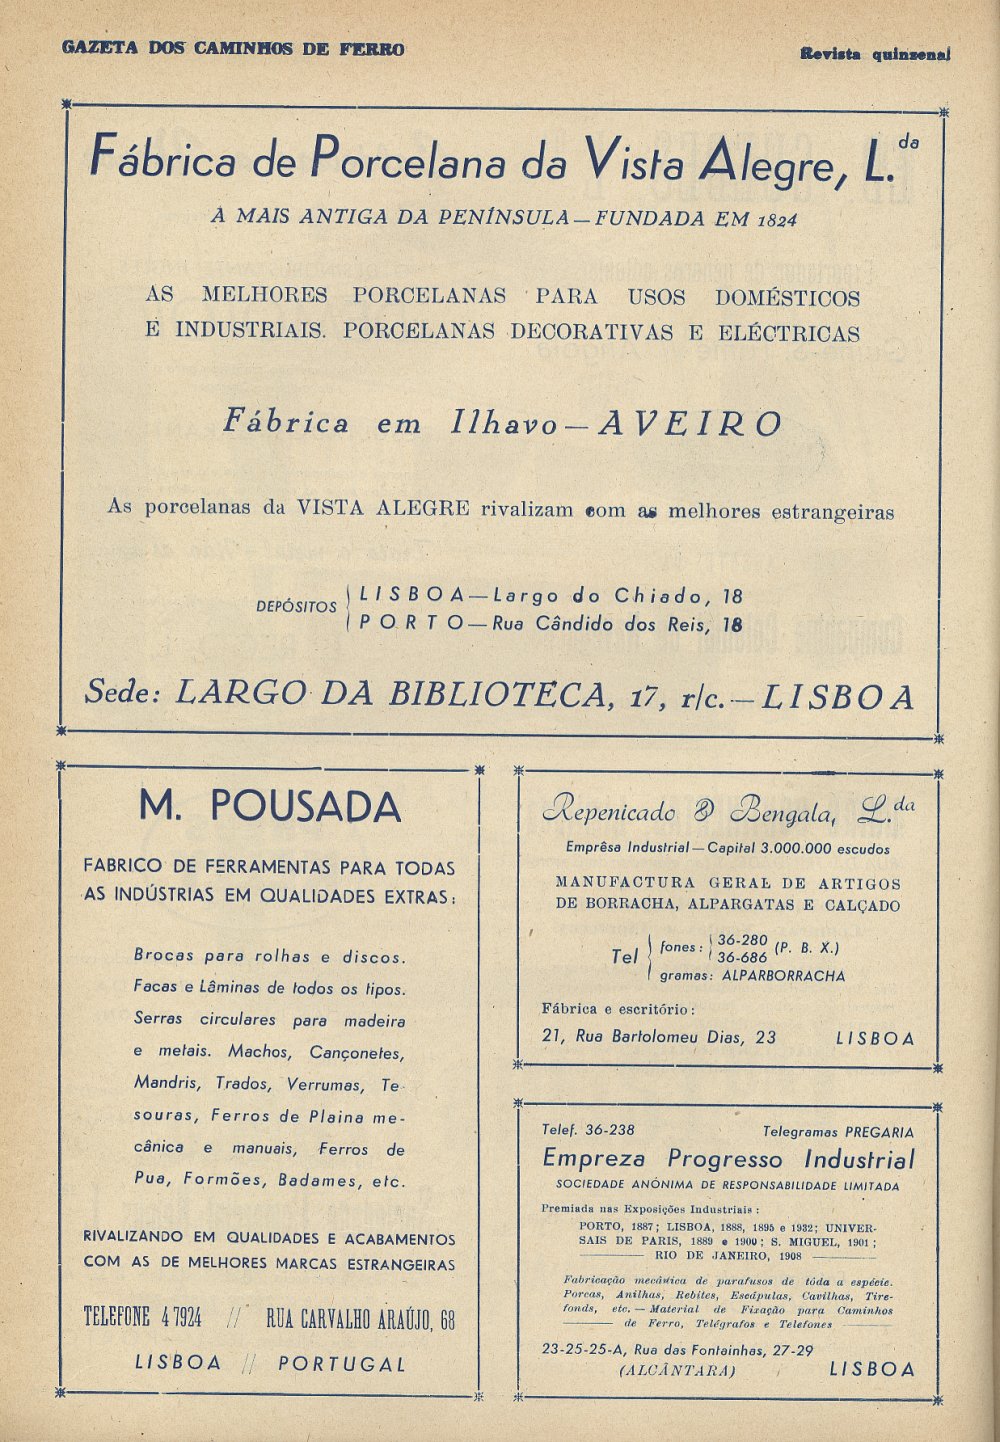 GAZETA DOS CAMINHOS DE FERRO
Revista quinzenal
Fábrica de Porcelana da Vista Alegre, L.da
A MAIS ANTIGA DA PENÍNSULA — FUNDADA EM 1824
AS MELHORES PORCELANAS PARA USOS DOMÉSTICOS
E INDUSTRIAIS. PORCELANAS DECORATIVAS E ELÉCTRICAS
Fábrica em Ilhavo — AVEIRO
As porcelanas da VISTA ALEGRE rivalizam com as melhores estrangeiras
DEPÓSITOS
LISBOA — Largo do Chiado, 18
PORTO — Rua Cândido dos Reis, 18
Sede: LARGO DA BIBLIOTECA, 17, r/c. — LISBOA
M. POUSADA
FABRICO DE FERRAMENTAS PARA TODAS
AS INDÚSTRIAS EM QUALIDADES EXTRAS:
Brocas para rolhas e discos.
Facas e Lâminas de todos os tipos.
Serras circulares para madeira
e metais. Machos, Cançonetes,
Mandris, Trados, Verrumas, Te-
souras, Ferros de Plaina me-
cânica e manuais, Ferros de
Pua, Formões, Badames, etc.
RIVALIZANDO EM QUALIDADES E ACABAMENTOS
COM AS DE MELHORES MARCAS ESTRANGEIRAS
TELEFONE 4 7924 // RUA CARVALHO ARAÚJO, 68
LISBOA // PORTUGAL
Repenicado & Bengala, L.da
Emprêsa Industrial — Capital 3.000.000 escudos
MANUFACTURA GERAL DE ARTIGOS
DE BORRACHA, ALPARGATAS E CALÇADO
Tel
fones: 36-280 (P. B. X.)
36-686
gramas: ALPARBORRACHA
Fábrica e escritório:
21, Rua Bartolomeu Dias, 23 LISBOA
Telef. 36-238 Telegramas PREGARIA
Empreza Progresso Industrial
SOCIEDADE ANÓNIMA DE RESPONSABILIDADE LIMITADA
Premiada nas Exposições Industriais:
PORTO, 1887; LISBOA, 1888, 1895 e 1932; UNIVER-
SAIS DE PARIS, 1889 e 1900; S. MIGUEL, 1901;
RIO DE JANEIRO, 1908
Fabricação mecânica de parafusos de tôda a espécie.
Porcas, Anilhas, Rebites, Escápulas, Cavilhas, Tire-
fonds, etc. — Material de Fixação para Caminhos
de Ferro, Telégrafos e Telefones
23-25-25-A, Rua das Fontainhas, 27-29
(ALCÂNTARA) LISBOA